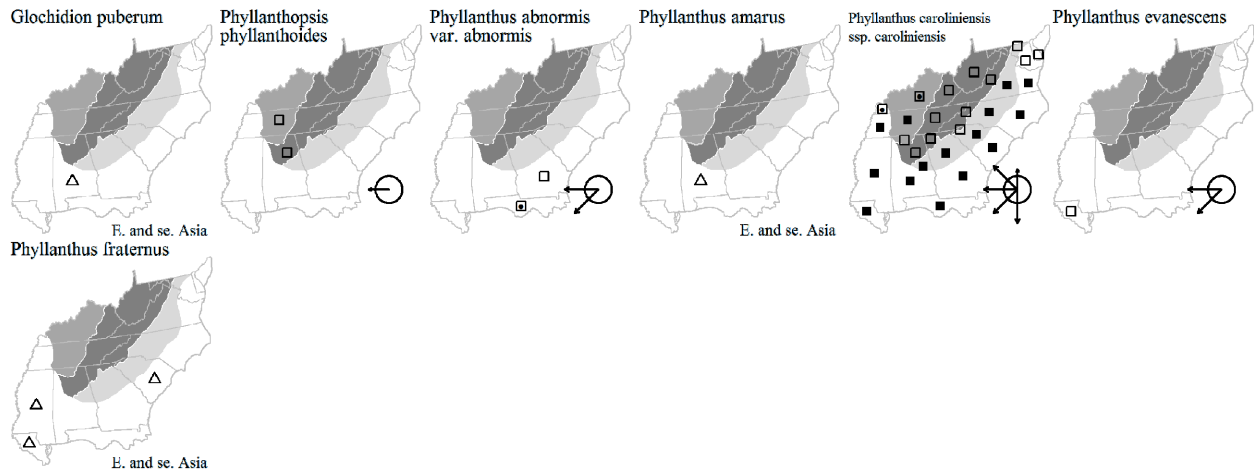 Glochidion puberum
E. and se. Asia
Phyllanthopsis
phyllanthoides
Phyllanthus abnormis
var. abnormis
Phyllanthus amarus
E. and se. Asia
Phyllanthus caroliniensis
ssp. caroliniensis
Phyllanthus evanescens
Phyllanthus fraternus
E. and se. Asia